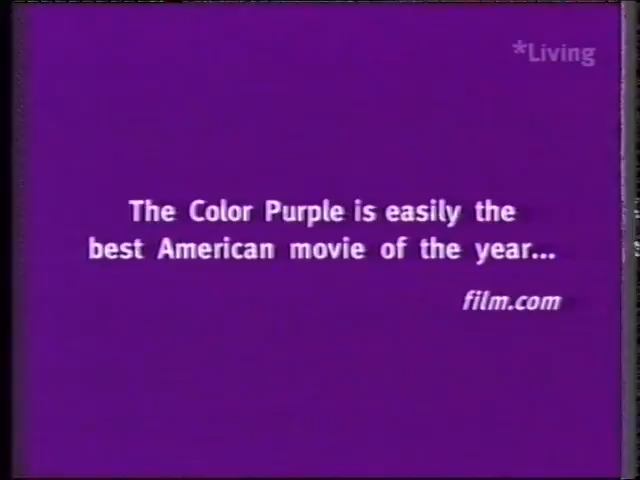 *Living
The Color Purple is easily the
best American movie of the year...
film.com